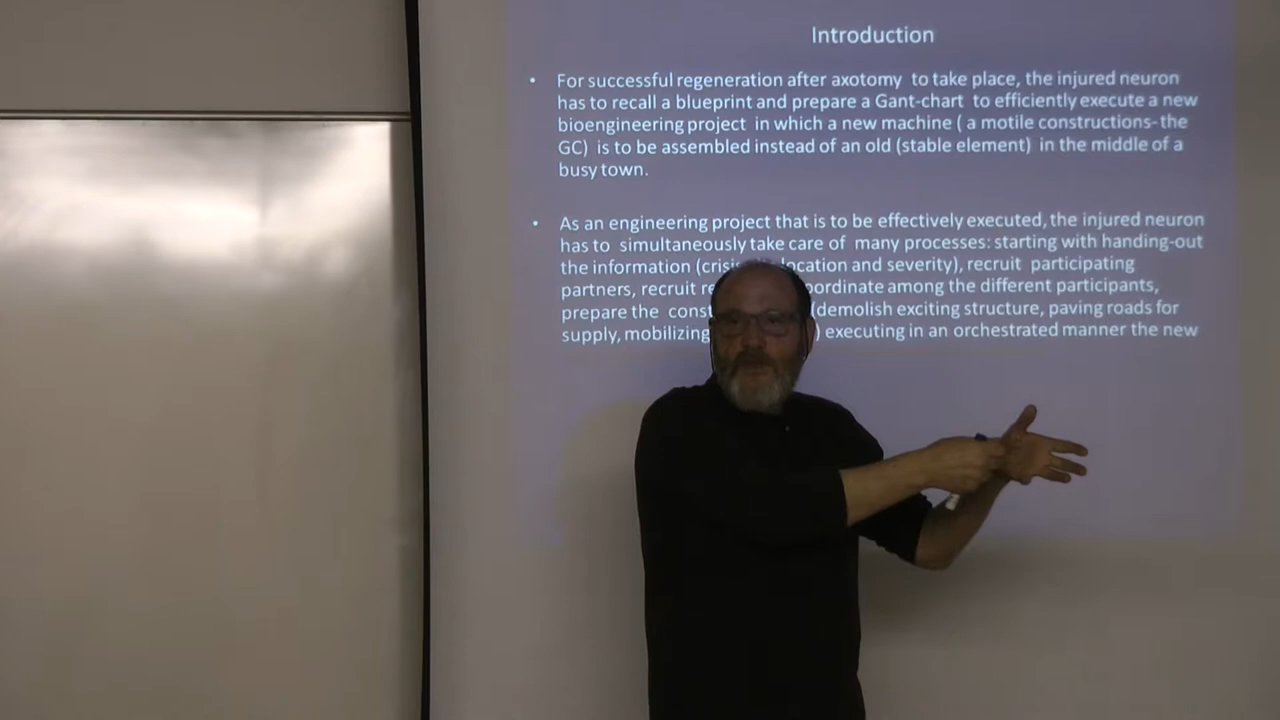 Introduction
• For successful regeneration after axotomy to take place, the injured neuron
has to recall a blueprint and prepare a Gant-chart to efficiently execute a new
bioengineering project in which a new machine ( a motile constructions-the
GC) is to be assembled instead of an old (stable element) in the middle of a
busy town.
• As an engineering project that is to be effectively executed, the injured neuron
has to simultaneously take care of many processes: starting with handing-out
the information location and severity), recruit participating
partners, recruit among the different participants,
prepare the (demolish exciting structure, paving roads for
supply, mobilizing ) executing in an orchestrated manner the new